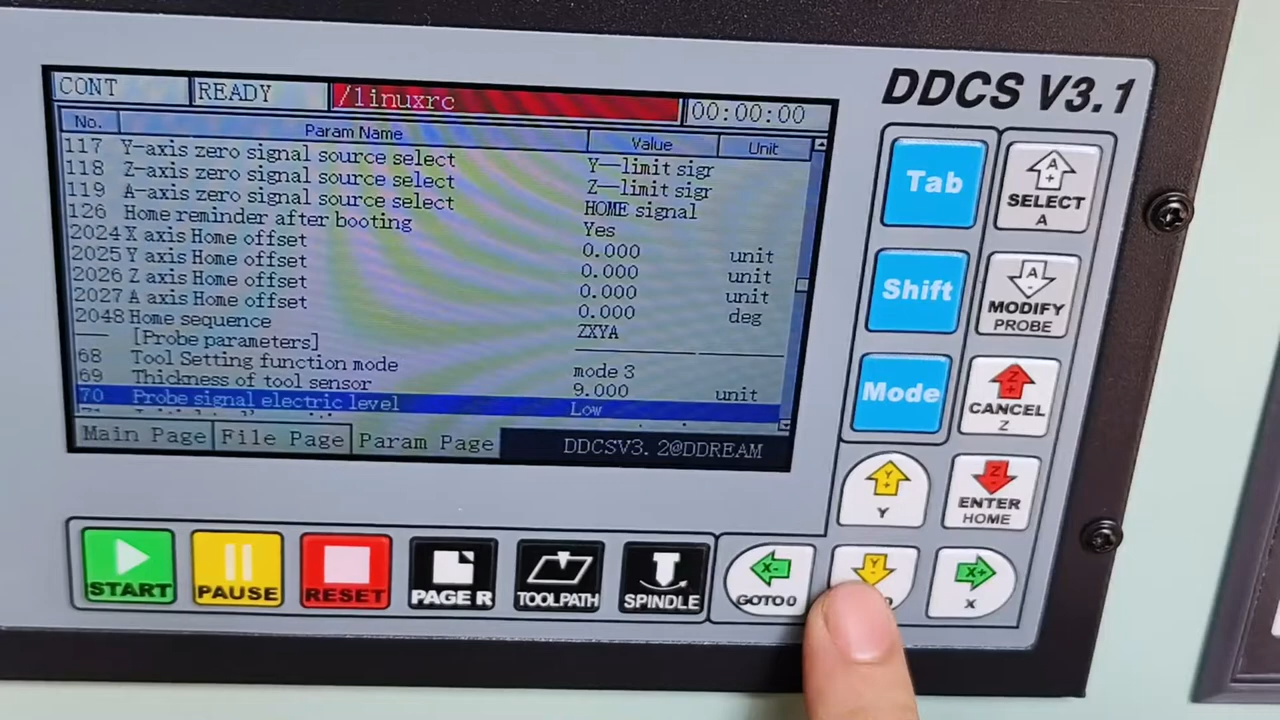 DDCS V3.1
CONT READY /linuxrc 00:00:00
No. Param Name Value Unit
117 Y-axis zero signal source select Y--limit sigr
118 Z-axis zero signal source select Z--limit sigr
119 A-axis zero signal source select HOME signal
126 Home reminder after booting Yes
2024 X axis Home offset 0.000 unit
2025 Y axis Home offset 0.000 unit
2026 Z axis Home offset 0.000 unit
2027 A axis Home offset 0.000 deg
2048 Home sequence ZXYA
[Probe parameters]
68 Tool Setting function mode mode 3
69 Thickness of tool sensor 9.000 unit
70 Probe signal electric level Low
Main Page File Page Param Page DDCSV3.2@DDREAM
Tab
A+
SELECT
A
Shift
A-
MODIFY
PROBE
Mode
Z+
CANCEL
Z
Y+
Y
Z-
ENTER
HOME
START
PAUSE
RESET
PAGE R
TOOLPATH
SPINDLE
X-
GOTO 0
Y-
X+
X